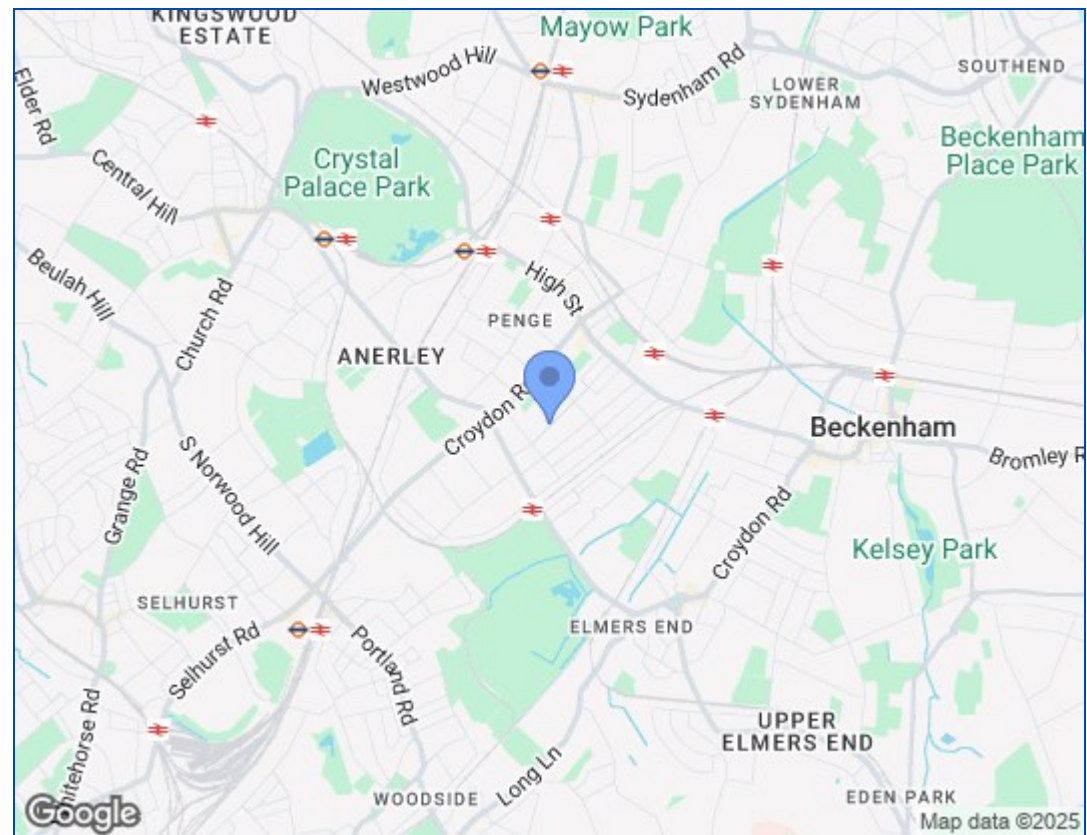 KINGSWOOD
ESTATE
Mayow Park
Westwood Hill
Sydenham Rd
SOUTHEND
LOWER
SYDENHAM
Elder Rd
Beckenham
Place Park
Crystal
Palace Park
Central Hill
Beulah Hill
Church Rd
High St
PENGE
ANERLEY
Croydon R
Beckenham
Bromley R
Grange Rd
S Norwood Hill
Croydon Rd
Kelsey Park
SELHURST
ELMERS END
Selhurst Rd
Portland Rd
UPPER
ELMERS END
hitehorse Rd
Long Ln
WOODSIDE
EDEN PARK
Google
Map data ©2025